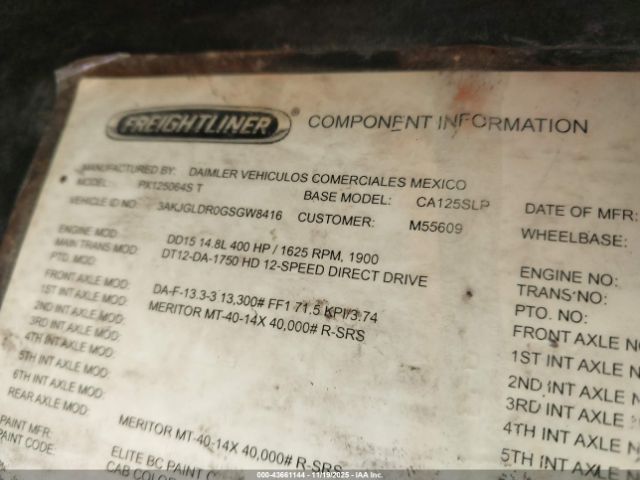 FREIGHTLINER ® COMPONENT INFORMATION
MANUFACTURED BY: DAIMLER VEHICULOS COMERCIALES MEXICO
MODEL: PX125064S T BASE MODEL: CA125SLP DATE OF MFR:
VEHICLE ID NO: 3AKJGLDR0GSGW8416 CUSTOMER: M55609 WHEELBASE:
ENGINE MOD: DD15 14.8L 400 HP / 1625 RPM, 1900 ENGINE NO:
MAIN TRANS MOD: DT12-DA-1750 HD 12-SPEED DIRECT DRIVE TRANS'NO:
PTO. MOD: PTO. NO:
FRONT AXLE MOD: DA-F-13.3-3 13,300# FF1 71.5 KPI/3.74 FRONT AXLE
1ST INT AXLE MOD: MERITOR MT-40-14X 40,000# R-SRS 1ST INT AXLE
2ND INT AXLE MOD: 2ND INT AXLE
3RD INT AXLE MOD: 3RD INT AXLE
4TH INT AXLE MOD: 4TH INT AXLE
5TH INT AXLE MOD: 5TH INT AXLE
6TH INT AXLE MOD:
REAR AXLE MOD: MERITOR MT-40-14X 40,000# R-SRS
PAINT MFR: ELITE BC PAINT
PAINT CODE: CAB COLO
00-43661144 - 11/19/2025 - IAA Inc.